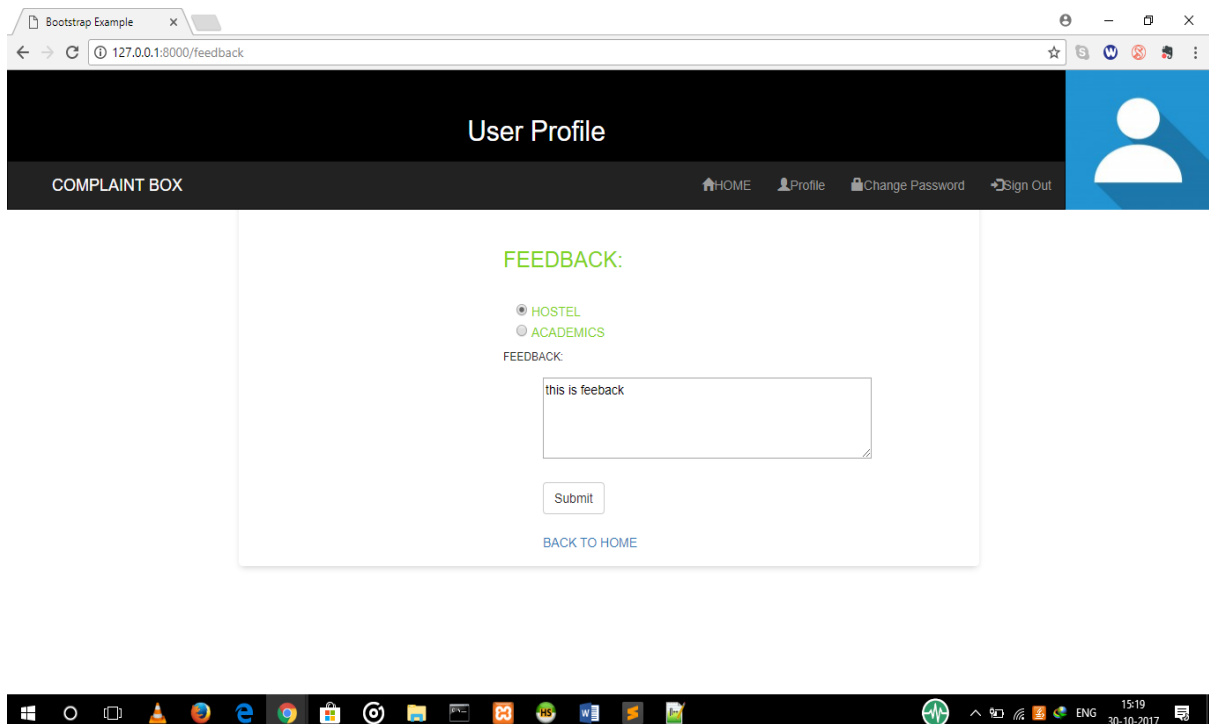 Bootstrap Example
127.0.0.1:8000/feedback
User Profile
COMPLAINT BOX
HOME Profile Change Password Sign Out
FEEDBACK:
HOSTEL
ACADEMICS
FEEDBACK:
this is feeback
Submit
BACK TO HOME
ENG
15:19
30-10-2017